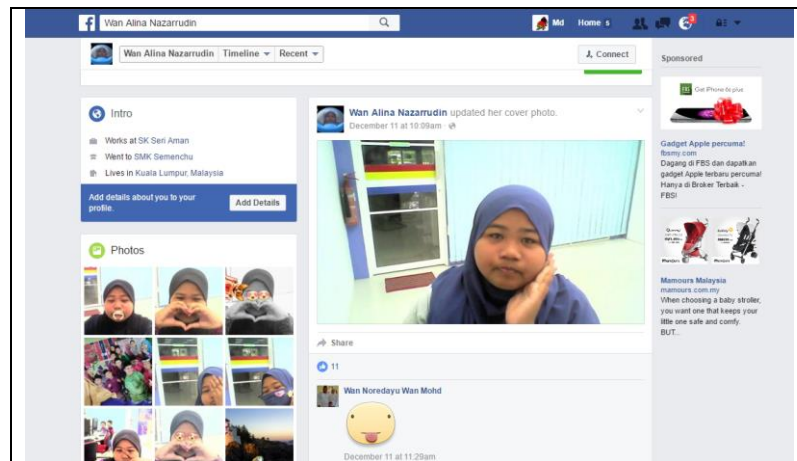 Wan Alina Nazarrudin
Md
Home 5
3
Wan Alina Nazarrudin
Timeline
Recent
Connect
Sponsored
Intro
Works at SK Seri Aman
Went to SMK Semenchu
Lives in Kuala Lumpur, Malaysia
Add details about you to your
profile.
Add Details
Photos
Wan Alina Nazarrudin updated her cover photo.
December 11 at 10:09am
Share
11
Wan Noredayu Wan Mohd
December 11 at 11:29am
FBS
Get iPhone 6s plus
Gadget Apple percuma!
fbsmy.com
Dagang di FBS dan dapatkan
gadget Apple terbaru percuma!
Hanya di Broker Terbaik -
FBS!
Mamours Malaysia
mamours.com.my
When choosing a baby stroller,
you want one that keeps your
little one safe and comfy.
BUT...